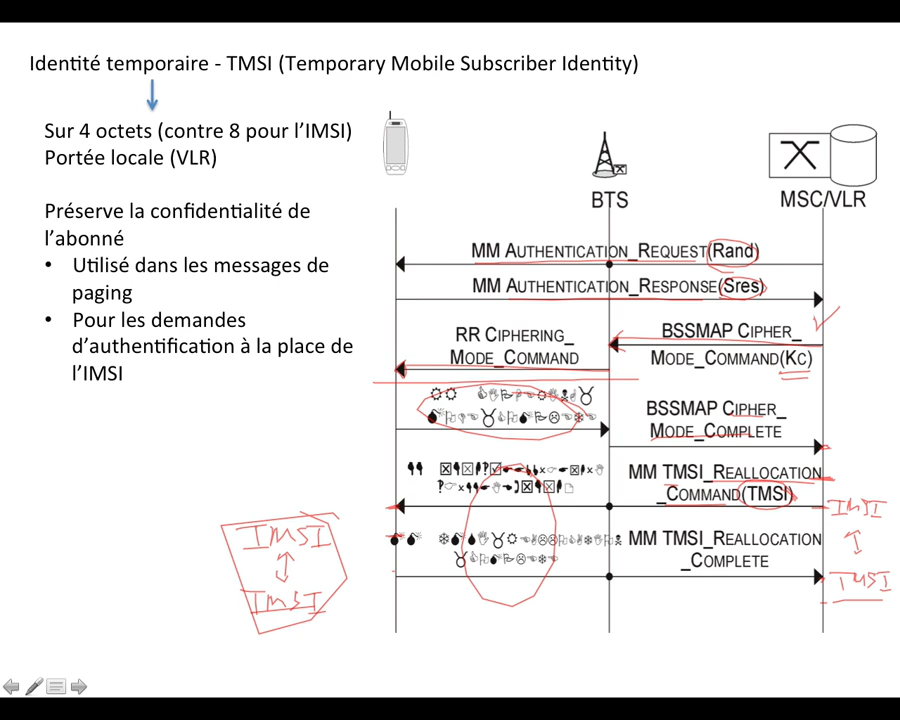 Identité temporaire - TMSI (Temporary Mobile Subscriber Identity)
Sur 4 octets (contre 8 pour l'IMSI)
Portée locale (VLR)
Préserve la confidentialité de
l'abonné
• Utilisé dans les messages de
paging
• Pour les demandes
d'authentification à la place de
l'IMSI
BTS
MSC/VLR
MM AUTHENTICATION_REQUEST(Rand)
MM AUTHENTICATION_RESPONSE(Sres)
RR CIPHERING_
MODE_COMMAND
BSSMAP CIPHER_
MODE_COMMAND(KC)
BSSMAP CIPHER_
MODE_COMPLETE
MM TMSI_REALLOCATION
_COMMAND(TMSI)
MM TMSI_REALLOCATION
_COMPLETE
IMSI
TMSI
IMSI
TMSI